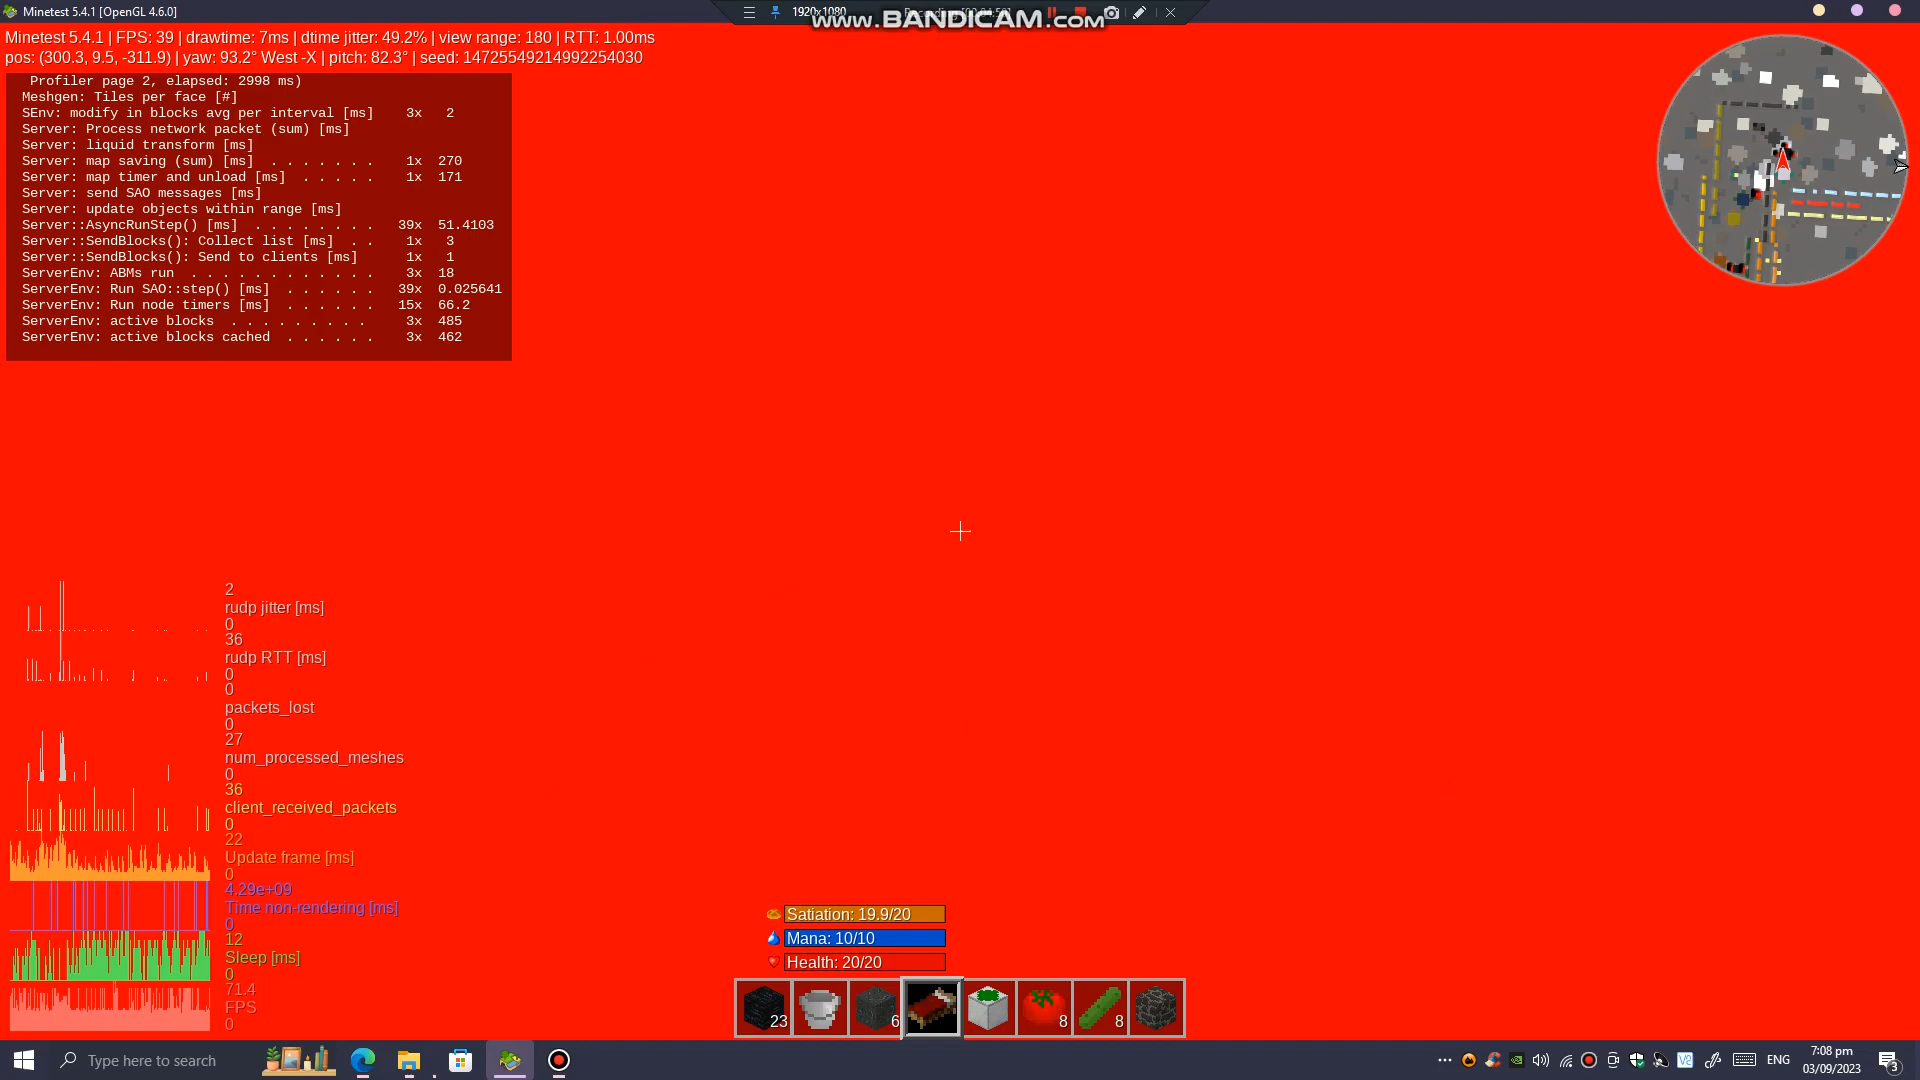 Minetest 5.4.1 [OpenGL 4.6.0]
1920x1080
www.BANDICAM.com
Minetest 5.4.1 | FPS: 39 | drawtime: 7ms | dtime jitter: 49.2% | view range: 180 | RTT: 1.00ms
pos: (300.3, 9.5, -311.9) | yaw: 93.2° West -X | pitch: 82.3° | seed: 14725549214992254030
Profiler page 2, elapsed: 2998 ms)
Meshgen: Tiles per face [#]
SEnv: modify in blocks avg per interval [ms] 3x 2
Server: Process network packet (sum) [ms]
Server: liquid transform [ms]
Server: map saving (sum) [ms] . . . . . . . 1x 270
Server: map timer and unload [ms] . . . . . 1x 171
Server: send SAO messages [ms]
Server: update objects within range [ms]
Server::AsyncRunStep() [ms] . . . . . . . . 39x 51.4103
Server::SendBlocks(): Collect list [ms] . . 1x 3
Server::SendBlocks(): Send to clients [ms] 1x 1
ServerEnv: ABMs run . . . . . . . . . . . . 3x 18
ServerEnv: Run SAO::step() [ms] . . . . . . 39x 0.025641
ServerEnv: Run node timers [ms] . . . . . . 15x 66.2
ServerEnv: active blocks . . . . . . . . . 3x 485
ServerEnv: active blocks cached . . . . . . 3x 462
2
rudp jitter [ms]
0
36
rudp RTT [ms]
0
0
packets_lost
0
27
num_processed_meshes
0
36
client_received_packets
0
22
Update frame [ms]
0
4.29e+09
Time non-rendering [ms]
0
12
Sleep [ms]
0
71.4
FPS
0
Satiation: 19.9/20
Mana: 10/10
Health: 20/20
23
6
8
8
Type here to search
ENG
7:08 pm
03/09/2023
3